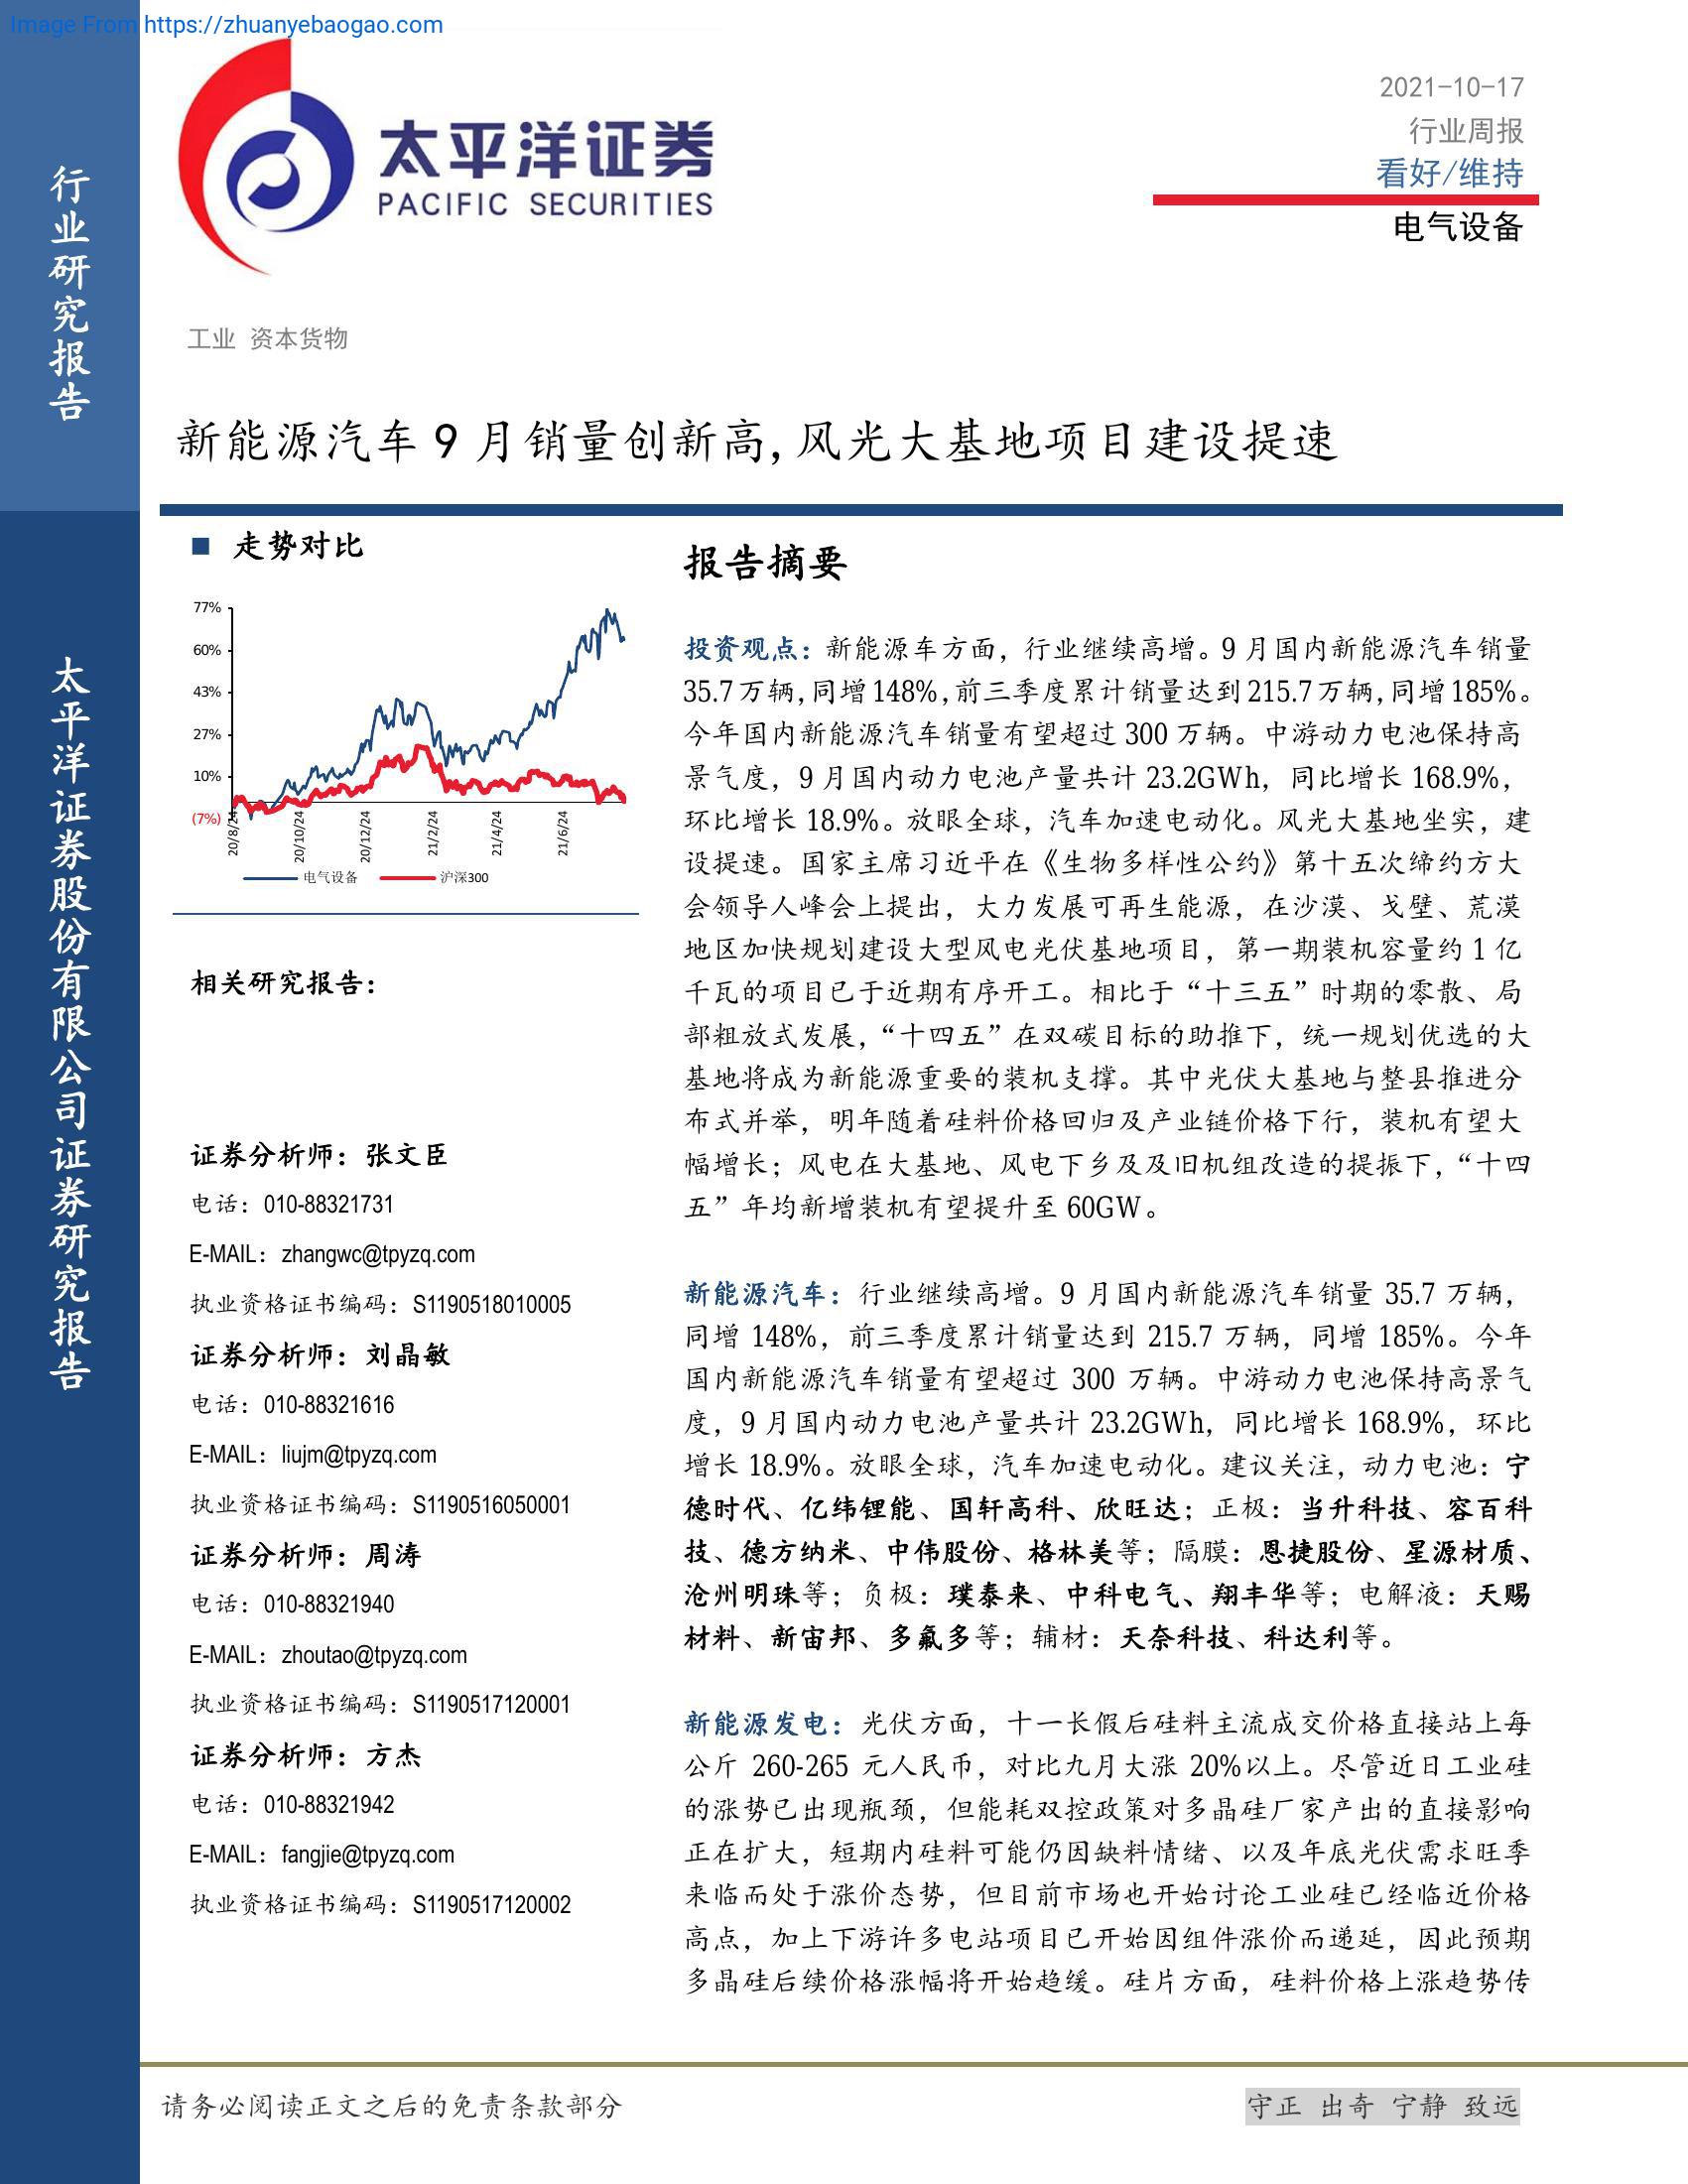 Image From https://zhuanyebaogao.com
行业研究报告
太平洋证券股份有限公司证券研究报告
太平洋证券
PACIFIC SECURITIES
2021-10-17
行业周报
看好/维持
电气设备
工业 资本货物
新能源汽车 9 月销量创新高,风光大基地项目建设提速
■ 走势对比
77%
60%
43%
27%
10%
(7%)
20/8/24
20/10/24
20/12/24
21/2/24
21/4/24
21/6/24
电气设备 沪深300
相关研究报告：
证券分析师：张文臣
电话：010-88321731
E-MAIL：zhangwc@tpyzq.com
执业资格证书编码：S1190518010005
证券分析师：刘晶敏
电话：010-88321616
E-MAIL：liujm@tpyzq.com
执业资格证书编码：S1190516050001
证券分析师：周涛
电话：010-88321940
E-MAIL：zhoutao@tpyzq.com
执业资格证书编码：S1190517120001
证券分析师：方杰
电话：010-88321942
E-MAIL：fangjie@tpyzq.com
执业资格证书编码：S1190517120002
报告摘要
投资观点：新能源车方面，行业继续高增。9 月国内新能源汽车销量
35.7万辆,同增148%,前三季度累计销量达到215.7万辆,同增185%。
今年国内新能源汽车销量有望超过 300 万辆。中游动力电池保持高
景气度，9 月国内动力电池产量共计 23.2GWh，同比增长 168.9%，
环比增长 18.9%。放眼全球，汽车加速电动化。风光大基地坐实，建
设提速。国家主席习近平在《生物多样性公约》第十五次缔约方大
会领导人峰会上提出，大力发展可再生能源，在沙漠、戈壁、荒漠
地区加快规划建设大型风电光伏基地项目，第一期装机容量约 1 亿
千瓦的项目已于近期有序开工。相比于“十三五”时期的零散、局
部粗放式发展，“十四五”在双碳目标的助推下，统一规划优选的大
基地将成为新能源重要的装机支撑。其中光伏大基地与整县推进分
布式并举，明年随着硅料价格回归及产业链价格下行，装机有望大
幅增长；风电在大基地、风电下乡及及旧机组改造的提振下，“十四
五”年均新增装机有望提升至 60GW。
新能源汽车：行业继续高增。9 月国内新能源汽车销量 35.7 万辆，
同增 148%，前三季度累计销量达到 215.7 万辆，同增 185%。今年
国内新能源汽车销量有望超过 300 万辆。中游动力电池保持高景气
度，9 月国内动力电池产量共计 23.2GWh，同比增长 168.9%，环比
增长 18.9%。放眼全球，汽车加速电动化。建议关注，动力电池：宁
德时代、亿纬锂能、国轩高科、欣旺达；正极：当升科技、容百科
技、德方纳米、中伟股份、格林美等；隔膜：恩捷股份、星源材质、
沧州明珠等；负极：璞泰来、中科电气、翔丰华等；电解液：天赐
材料、新宙邦、多氟多等；辅材：天奈科技、科达利等。
新能源发电：光伏方面，十一长假后硅料主流成交价格直接站上每
公斤 260-265 元人民币，对比九月大涨 20%以上。尽管近日工业硅
的涨势已出现瓶颈，但能耗双控政策对多晶硅厂家产出的直接影响
正在扩大，短期内硅料可能仍因缺料情绪、以及年底光伏需求旺季
来临而处于涨价态势，但目前市场也开始讨论工业硅已经临近价格
高点，加上下游许多电站项目已开始因组件涨价而递延，因此预期
多晶硅后续价格涨幅将开始趋缓。硅片方面，硅料价格上涨趋势传
请务必阅读正文之后的免责条款部分
守正 出奇 宁静 致远